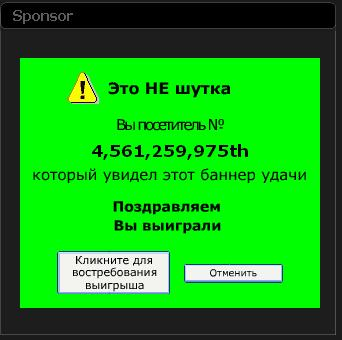 Sponsor
Это НЕ шутка
Вы посетитель №
4,561,259,975th
который увидел этот баннер удачи
Поздравляем
Вы выиграли
Кликните для
востребования
выигрыша
Отменить